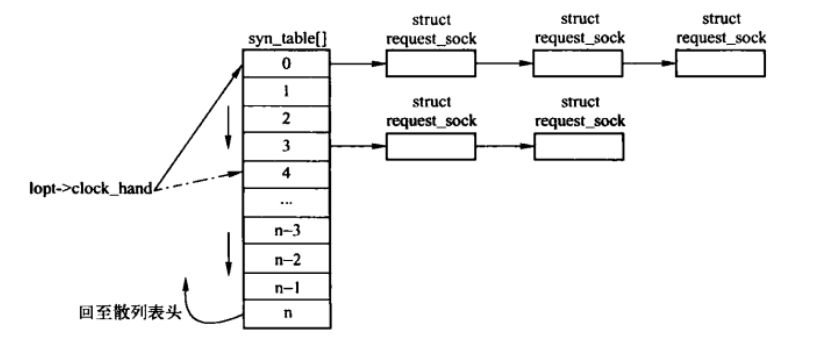 struct
request_sock
struct
request_sock
struct
request_sock
syn_table[]
0
1
2
3
4
...
n−3
n−2
n−1
n
struct
request_sock
struct
request_sock
lopt->clock_hand
回至散列表头